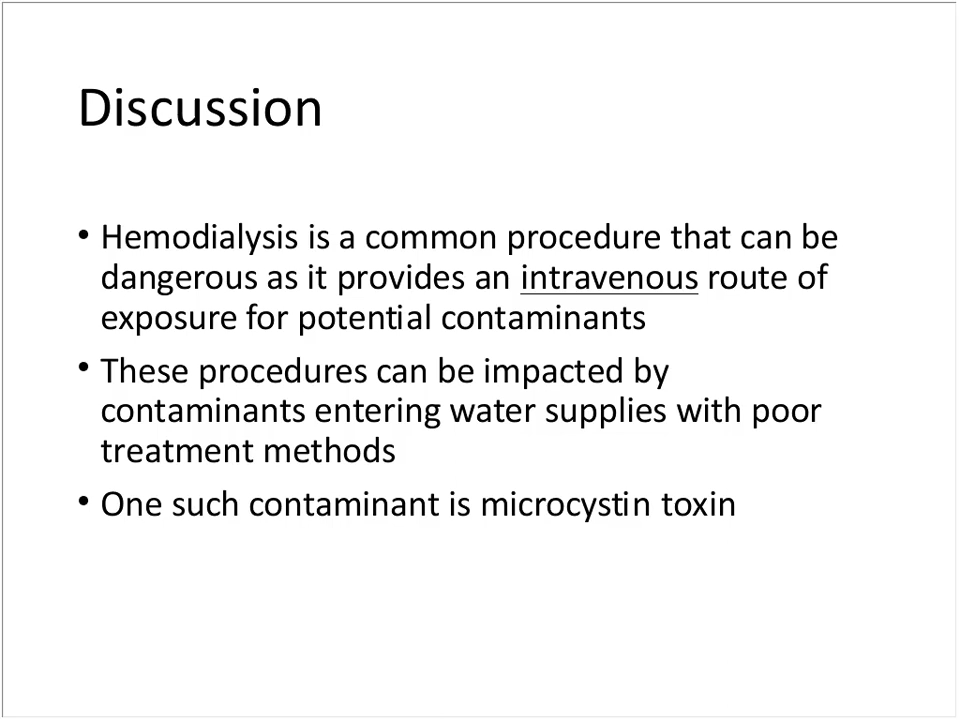 Discussion
• Hemodialysis is a common procedure that can be
dangerous as it provides an intravenous route of
exposure for potential contaminants
• These procedures can be impacted by
contaminants entering water supplies with poor
treatment methods
• One such contaminant is microcystin toxin